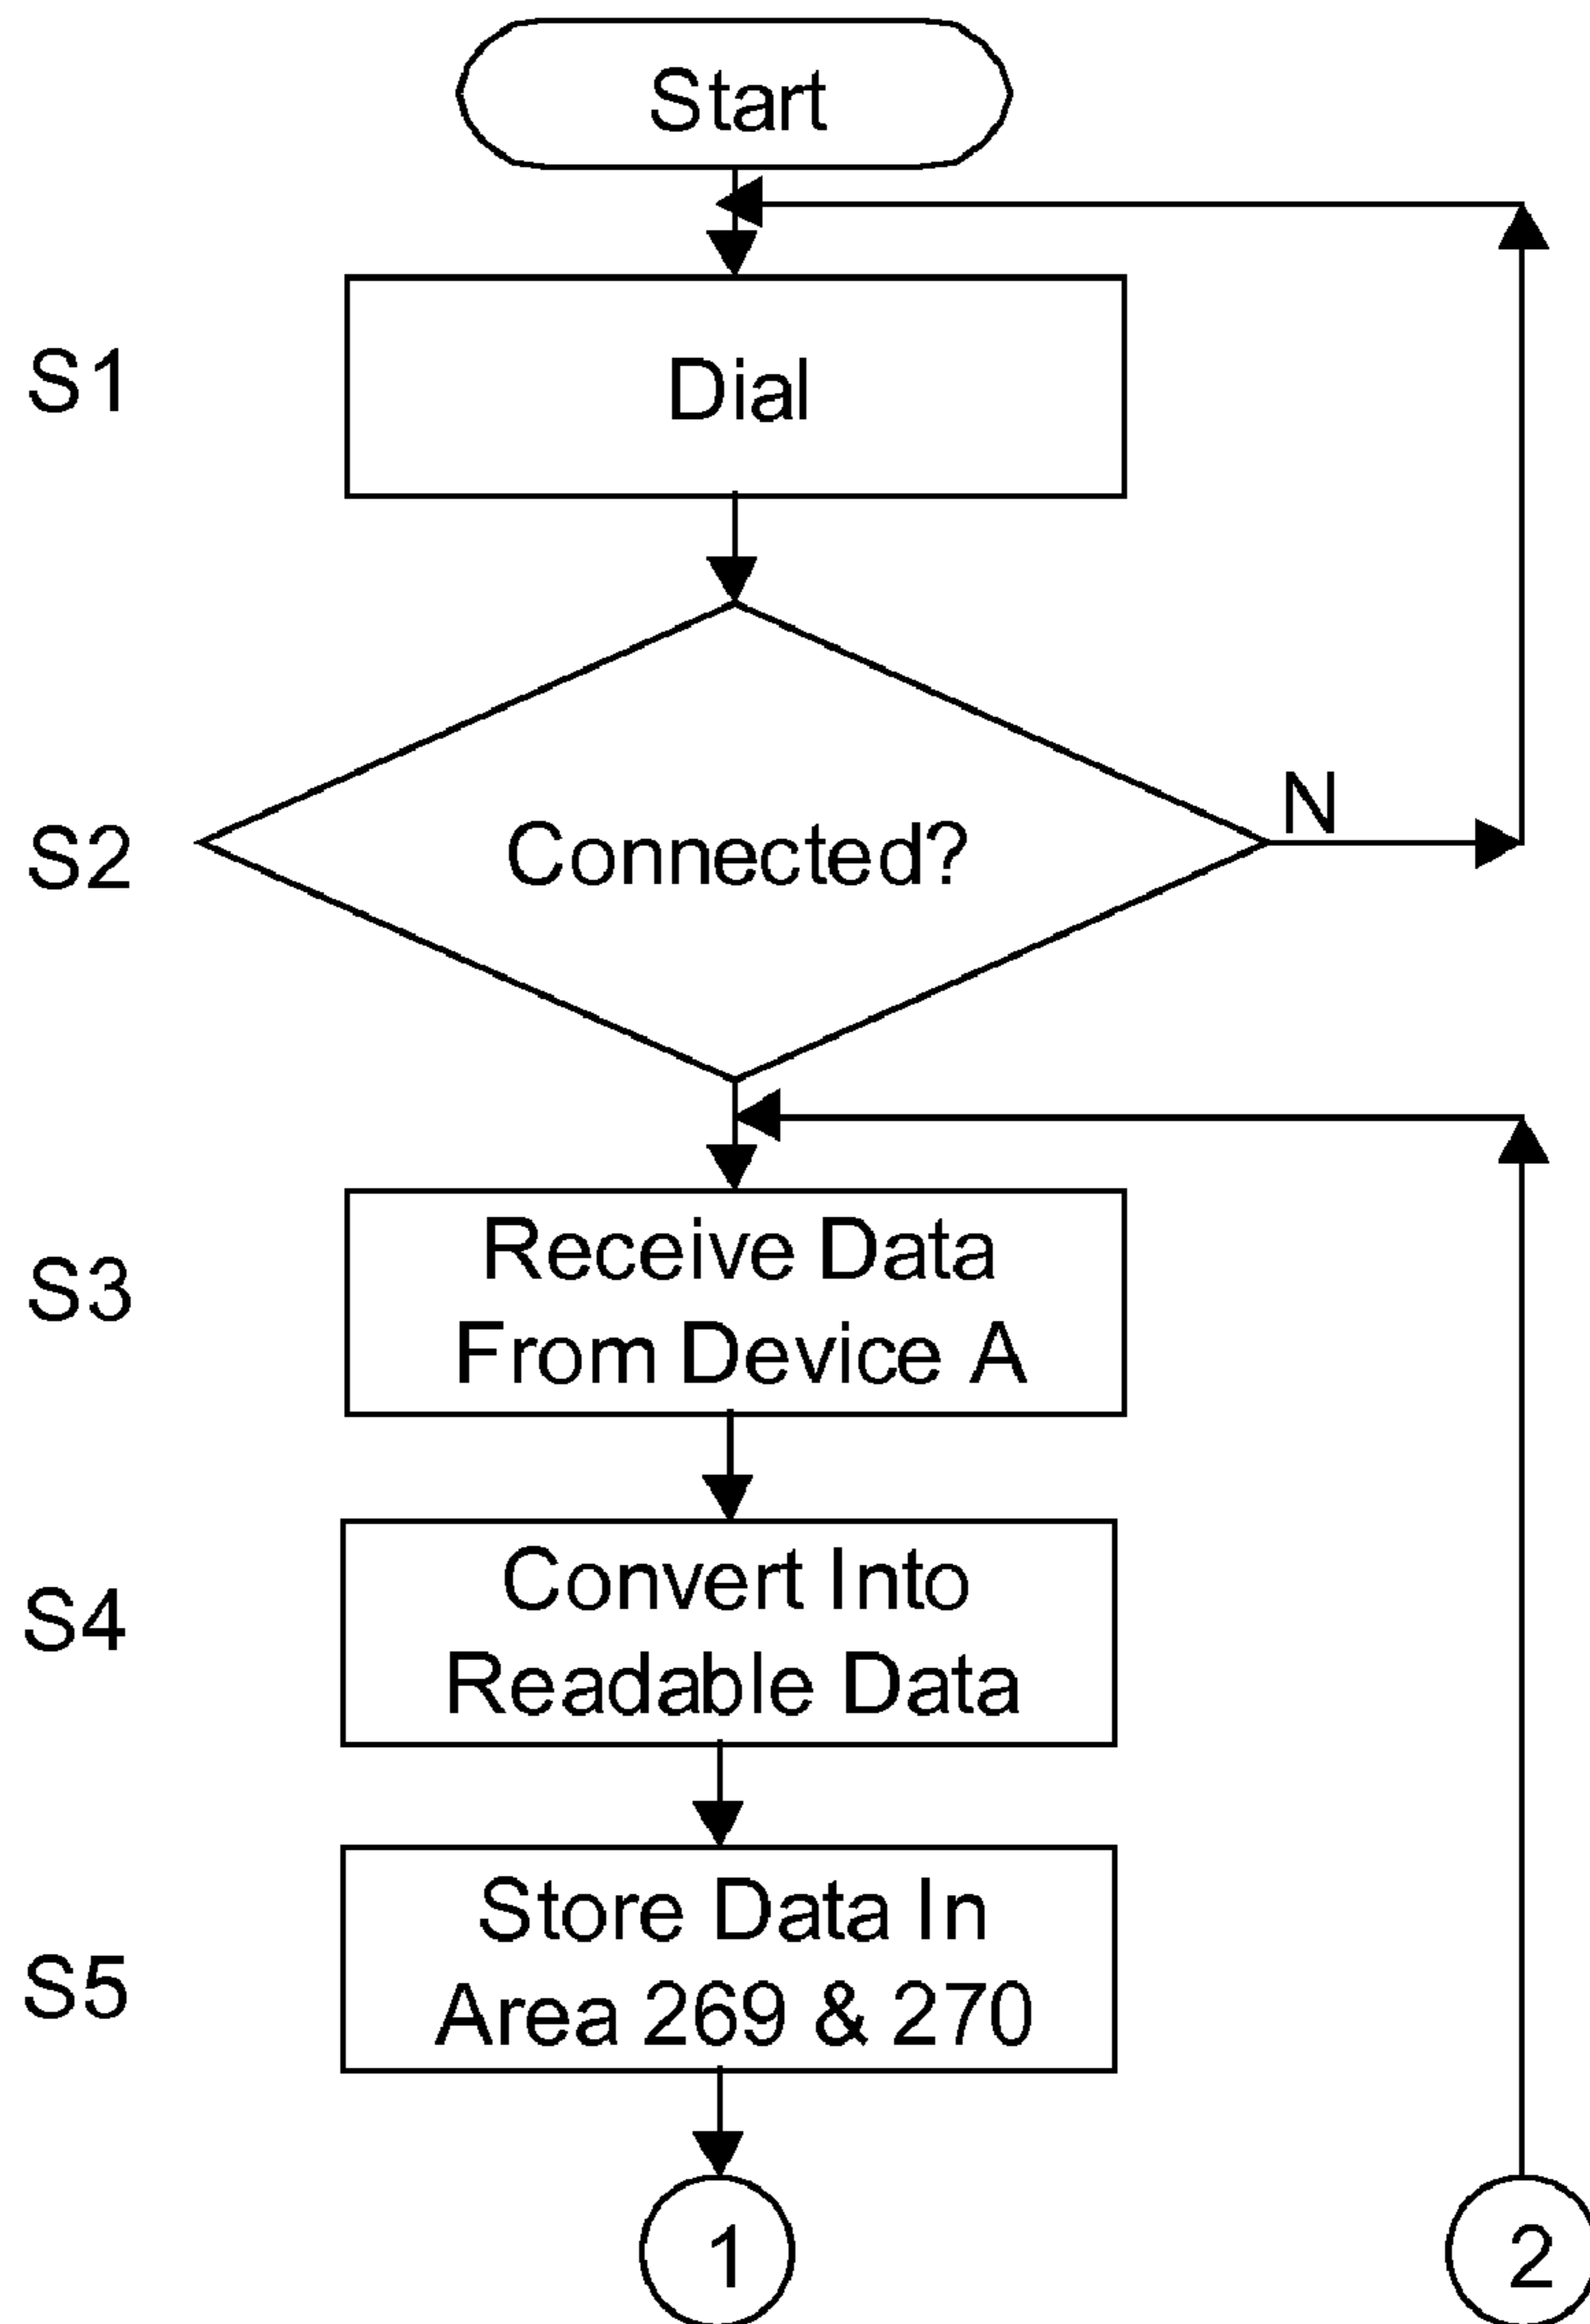 Start
S1
Dial
S2
Connected?
N
S3
Receive Data
From Device A
S4
Convert Into
Readable Data
S5
Store Data In
Area 269 & 270
1
2